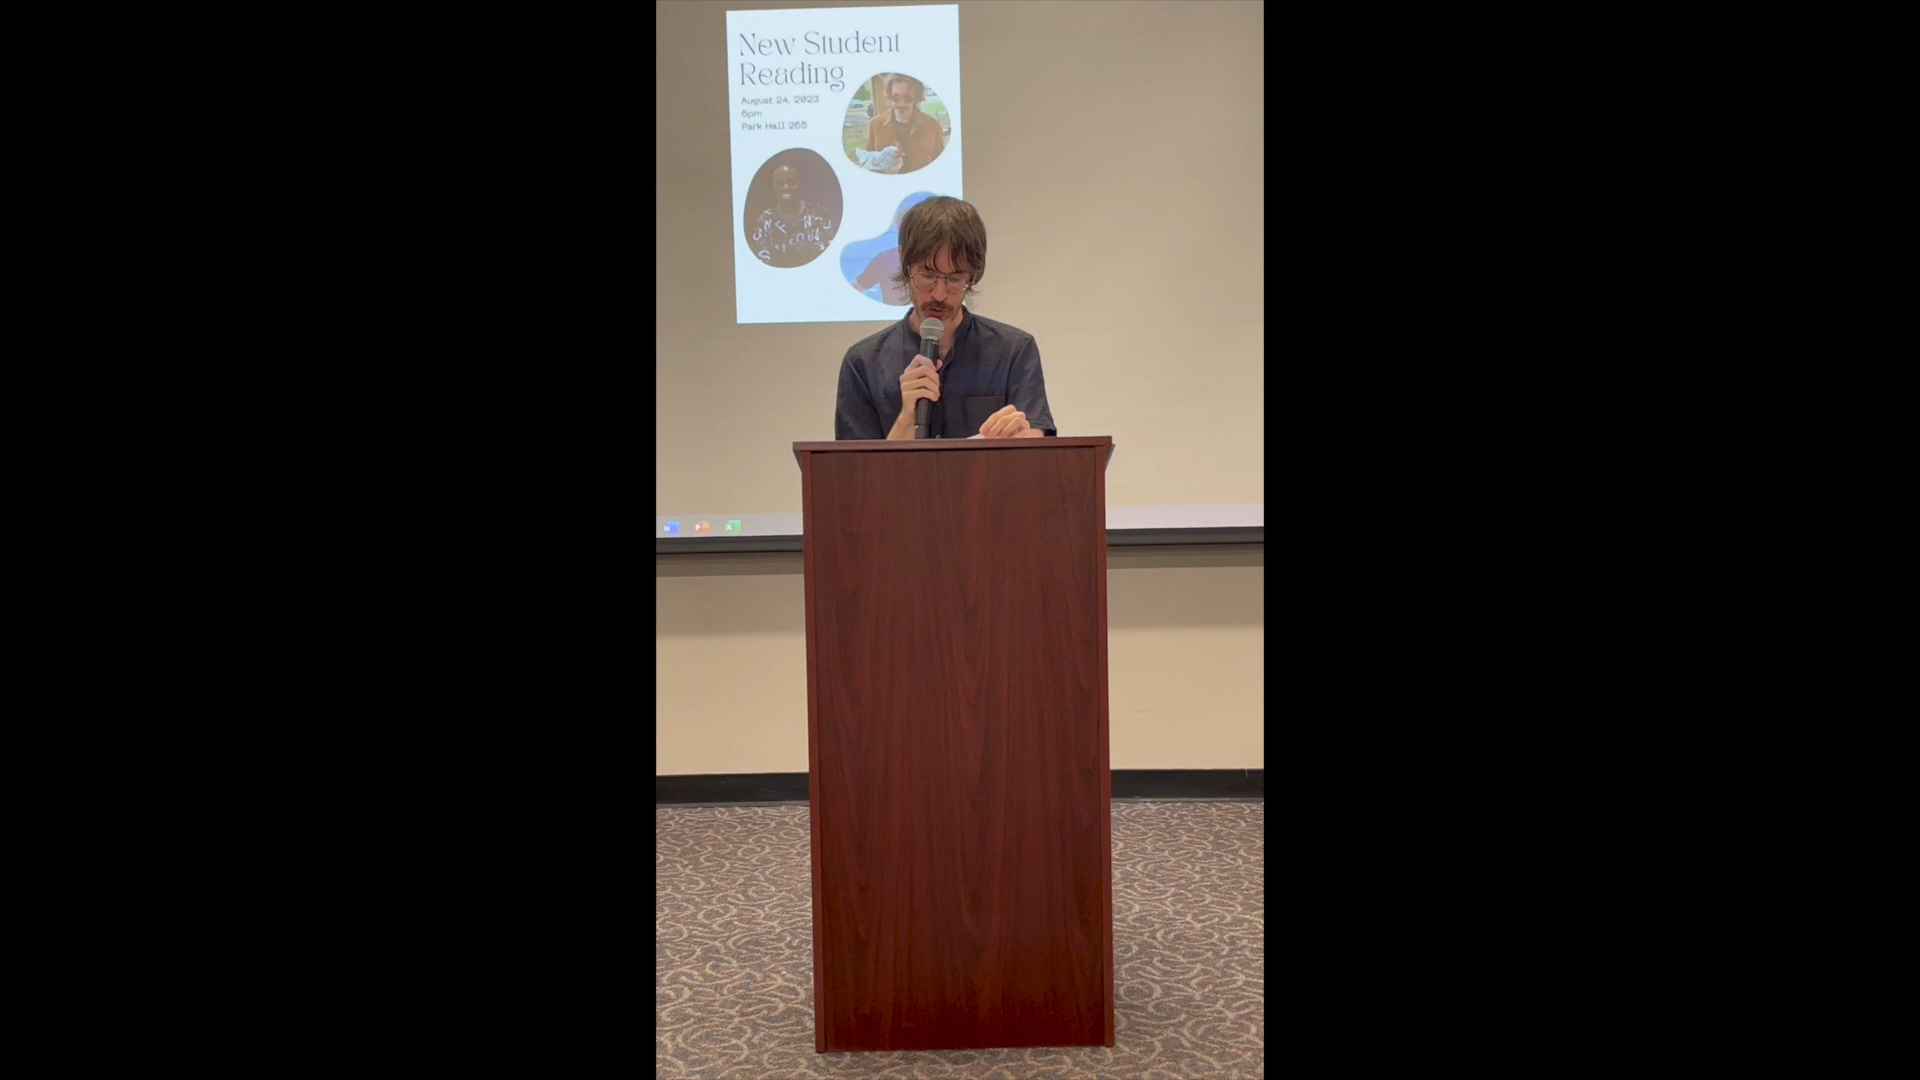 New Student
Reading
August 24, 2023
5pm
Park Hall 265